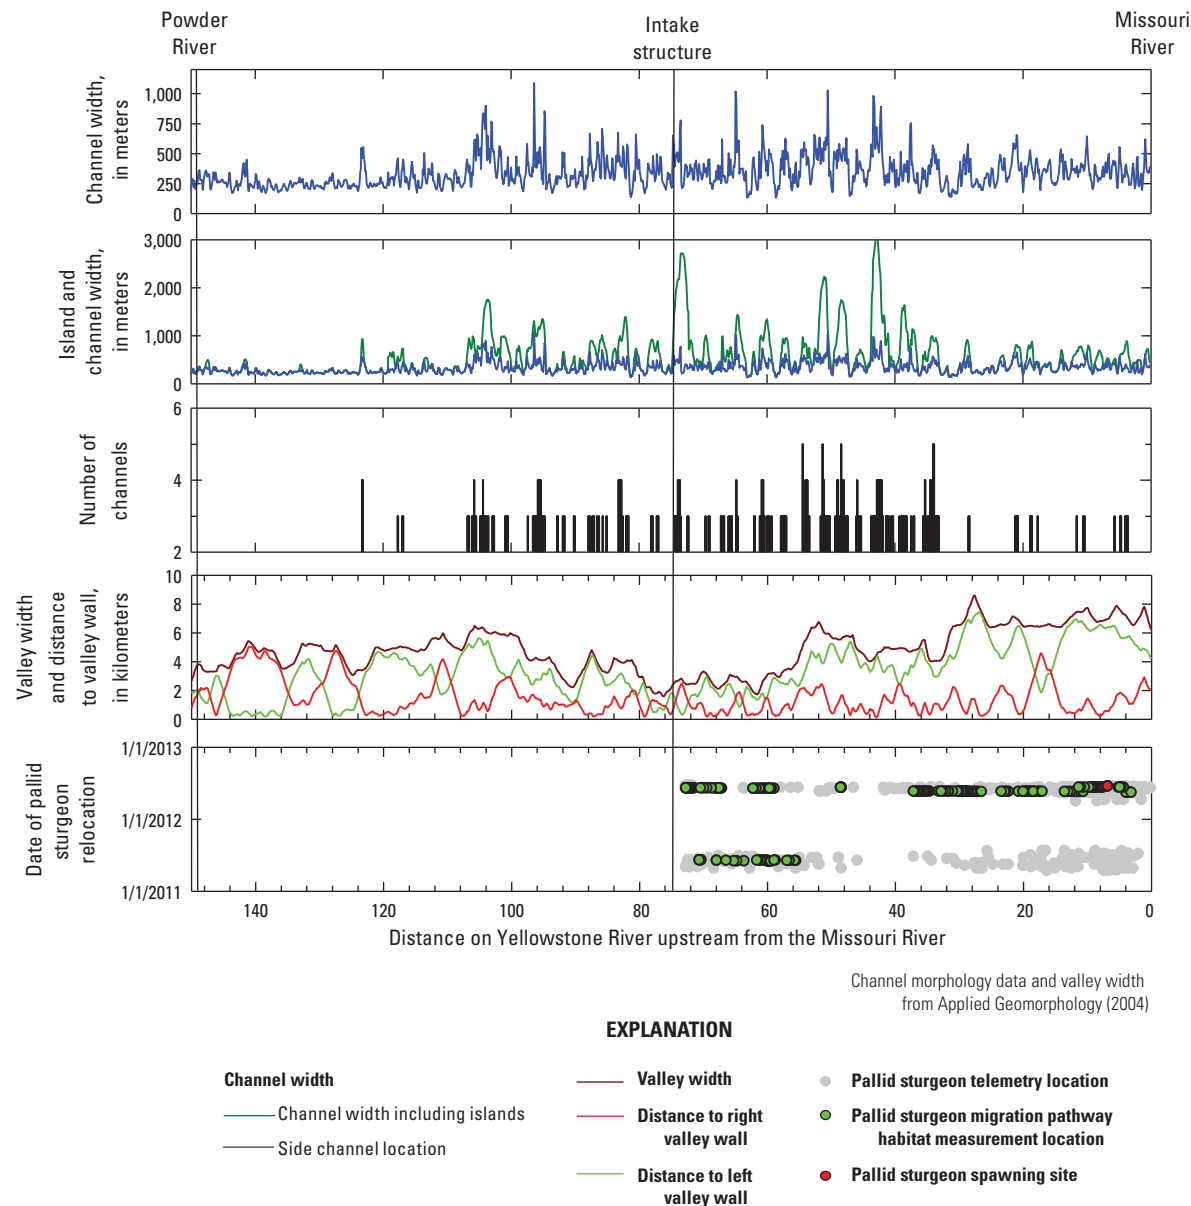 Powder
River
Intake
structure
Missouri
River
Channel width,
in meters
1,000
750
500
250
0
Island and
channel width,
in meters
3,000
2,000
1,000
0
Number of
channels
6
4
2
Valley width
and distance
to valley wall,
in kilometers
10
8
6
4
2
0
Date of pallid
sturgeon
relocation
1/1/2013
1/1/2012
1/1/2011
140 120 100 80 60 40 20 0
Distance on Yellowstone River upstream from the Missouri River
Channel morphology data and valley width
from Applied Geomorphology (2004)
EXPLANATION
Channel width
Channel width including islands
Side channel location
Valley width
Distance to right
valley wall
Distance to left
valley wall
Pallid sturgeon telemetry location
Pallid sturgeon migration pathway
habitat measurement location
Pallid sturgeon spawning site